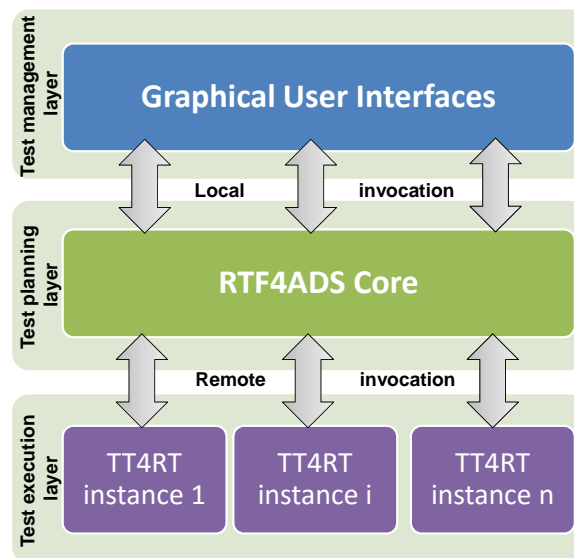 Test management
layer
Graphical User Interfaces
Local invocation
Test planning
layer
RTF4ADS Core
Remote invocation
Test execution
layer
TT4RT
instance 1
TT4RT
instance i
TT4RT
instance n